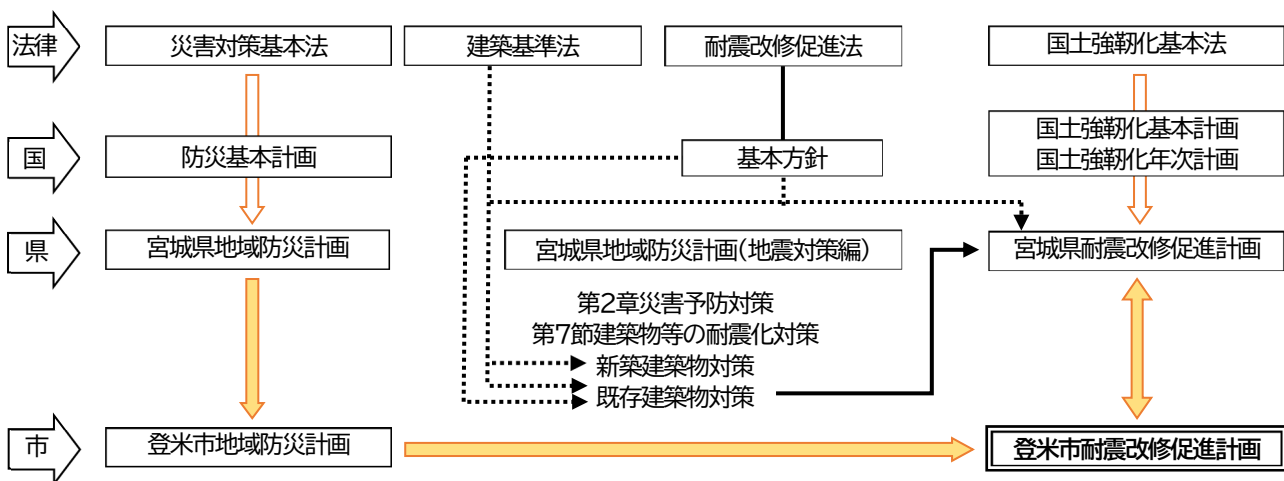 法律
災害対策基本法
建築基準法
耐震改修促進法
国土強靭化基本法
国
防災基本計画
基本方針
国土強靭化基本計画
国土強靭化年次計画
県
宮城県地域防災計画
宮城県地域防災計画(地震対策編)
宮城県耐震改修促進計画
第2章災害予防対策
第7節建築物等の耐震化対策
新築建築物対策
既存建築物対策
市
登米市地域防災計画
登米市耐震改修促進計画